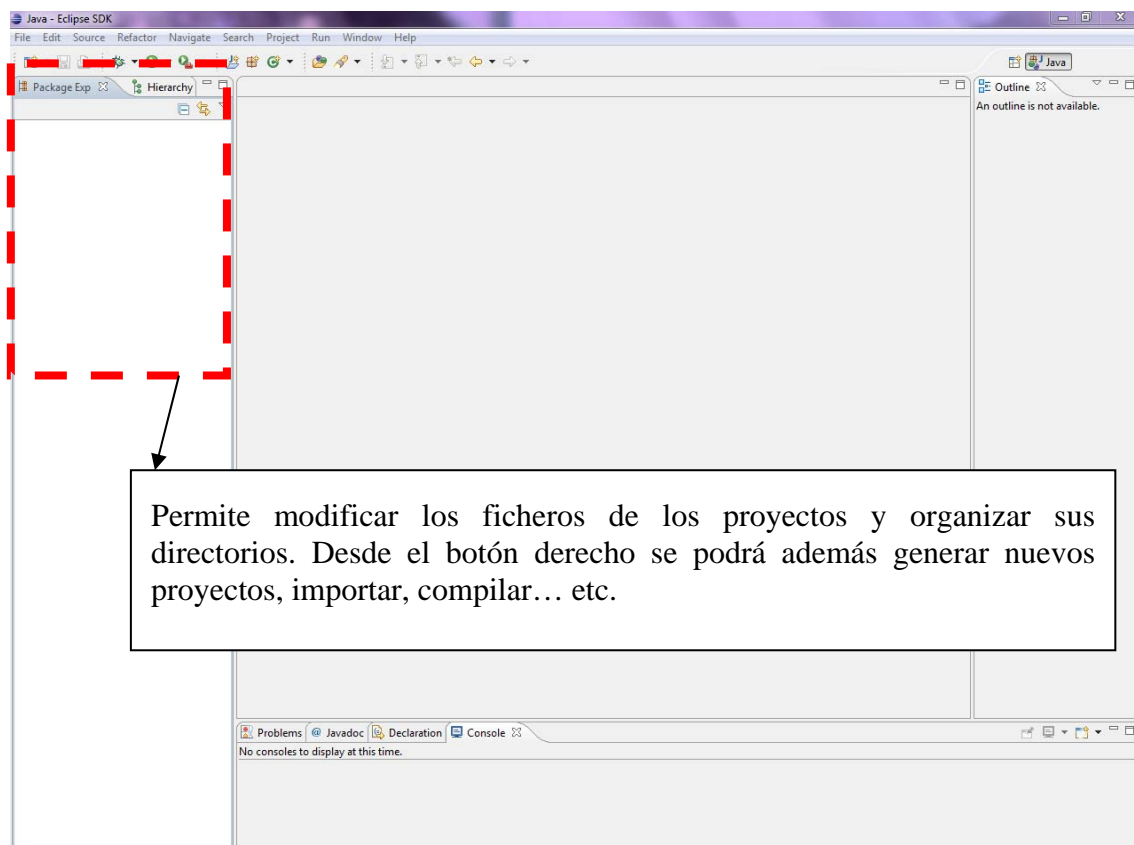 Java - Eclipse SDK
File Edit Source Refactor Navigate Search Project Run Window Help
Java
Package Exp Hierarchy
Outline
An outline is not available.
Permite modificar los ficheros de los proyectos y organizar sus
directorios. Desde el botón derecho se podrá además generar nuevos
proyectos, importar, compilar… etc.
Problems @ Javadoc Declaration Console
No consoles to display at this time.